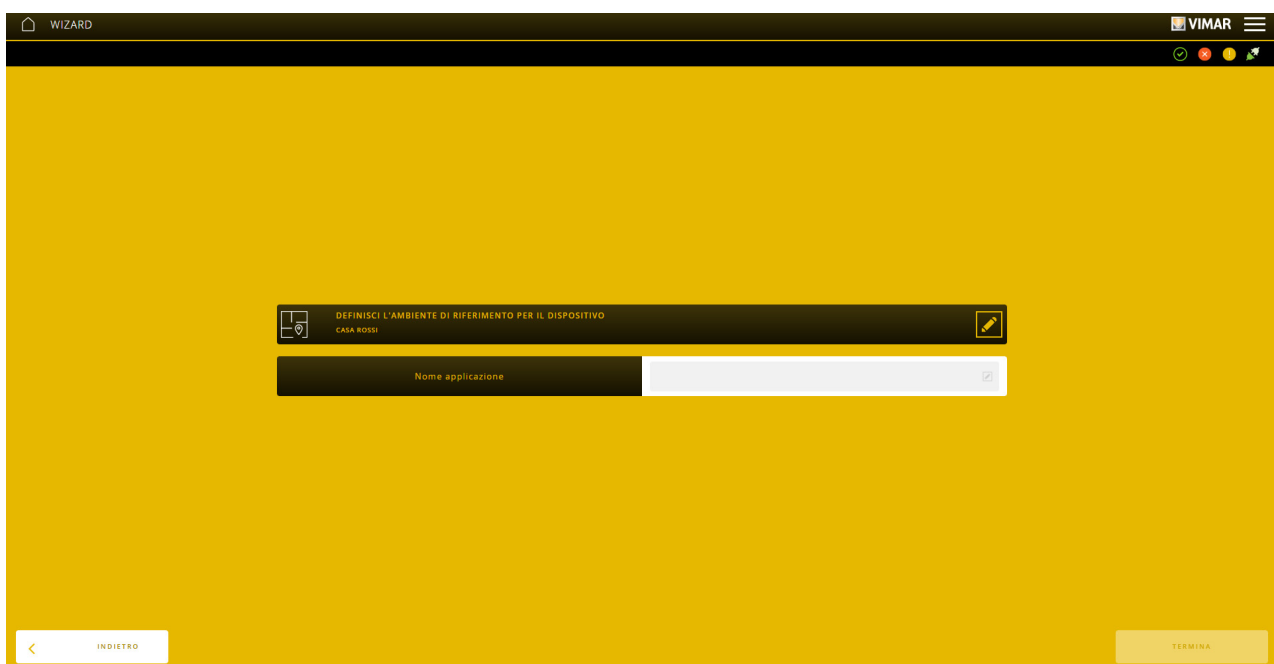 WIZARD
VIMAR
DEFINISCI L'AMBIENTE DI RIFERIMENTO PER IL DISPOSITIVO
CASA ROSSI
Nome applicazione
INDIETRO
TERMINA